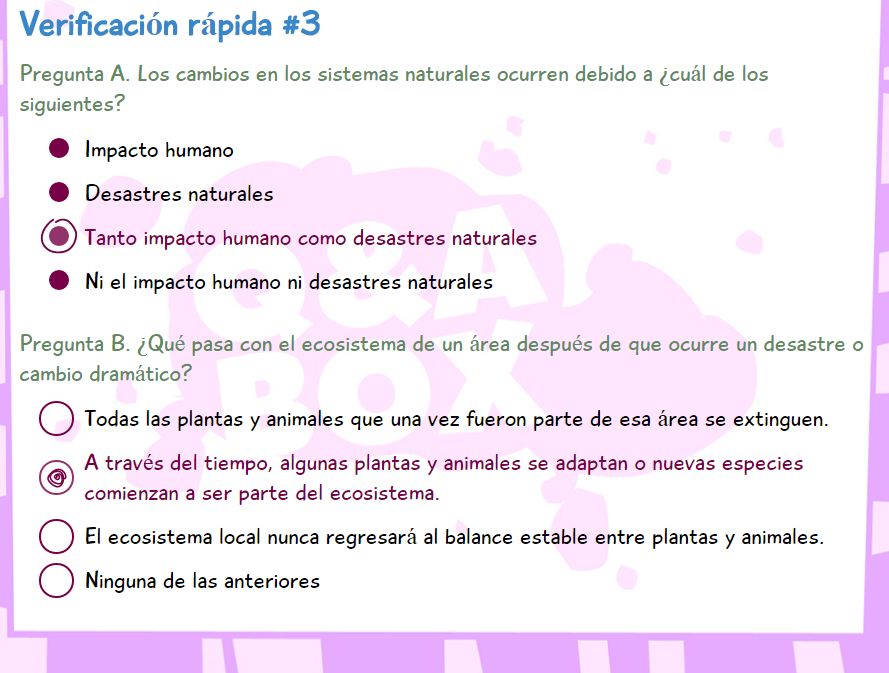 Verificación rápida #3
Pregunta A. Los cambios en los sistemas naturales ocurren debido a ¿cuál de los
siguientes?
Impacto humano
Desastres naturales
Tanto impacto humano como desastres naturales
Ni el impacto humano ni desastres naturales
Pregunta B. ¿Qué pasa con el ecosistema de un área después de que ocurre un desastre o
cambio dramático?
Todas las plantas y animales que una vez fueron parte de esa área se extinguen.
A través del tiempo, algunas plantas y animales se adaptan o nuevas especies
comienzan a ser parte del ecosistema.
El ecosistema local nunca regresará al balance estable entre plantas y animales.
Ninguna de las anteriores
Q&A
BOX